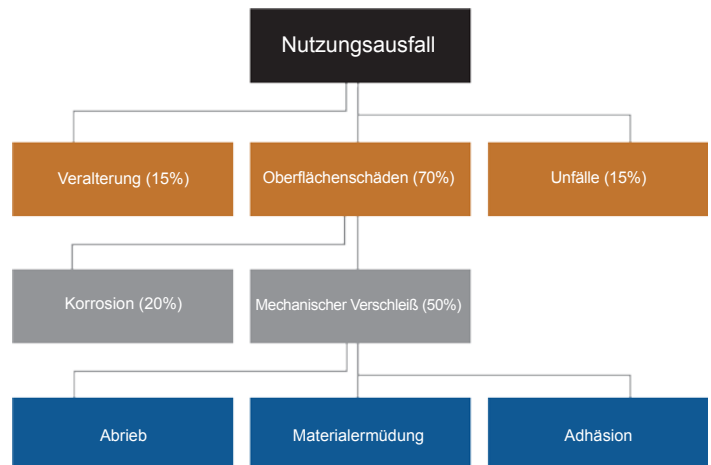 Nutzungsausfall
Veralterung (15%)
Oberflächenschäden (70%)
Unfälle (15%)
Korrosion (20%)
Mechanischer Verschleiß (50%)
Abrieb
Materialermüdung
Adhäsion